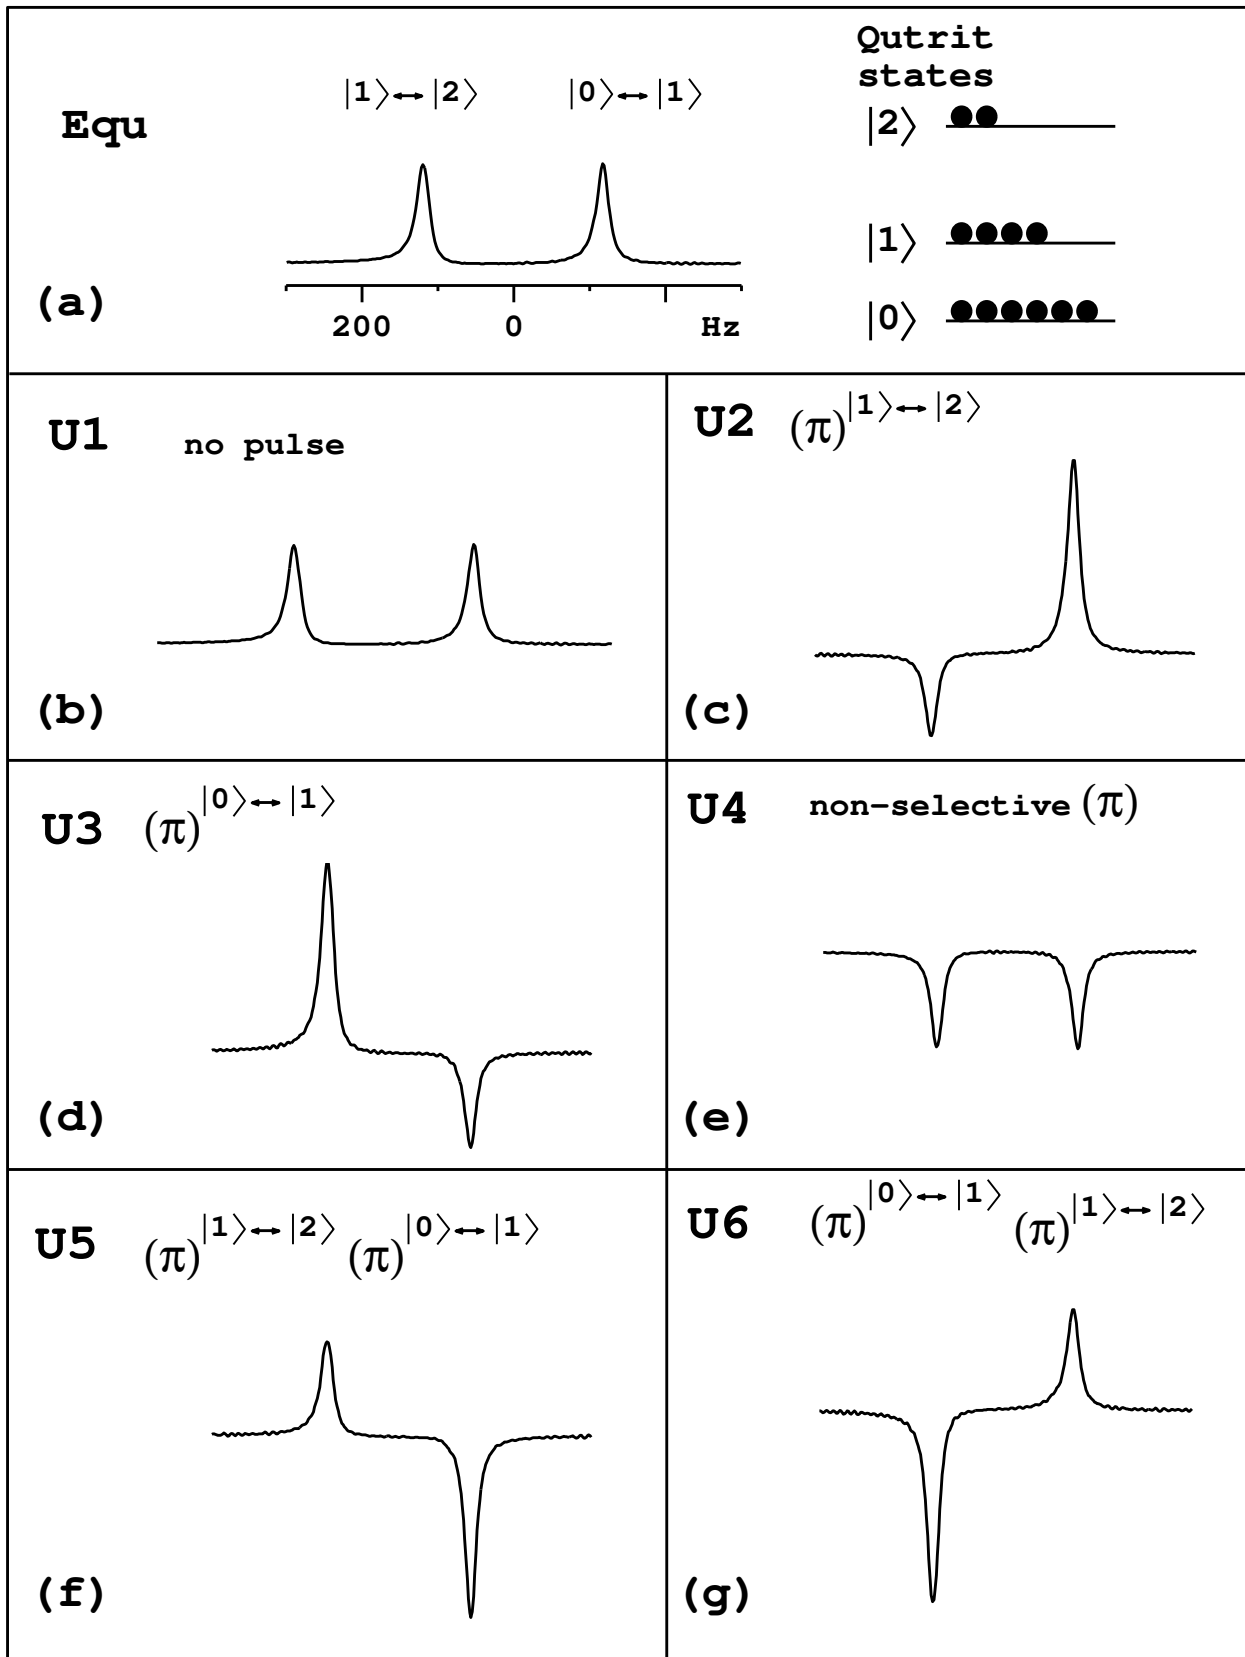 Qutrit
states
|1⟩↔|2⟩ |0⟩↔|1⟩
Equ
|2⟩
|1⟩
|0⟩
(a)
200 0 Hz
U1 no pulse
(b)
U2 (π)^|1⟩↔|2⟩
(c)
U3 (π)^|0⟩↔|1⟩
(d)
U4 non-selective (π)
(e)
U5 (π)^|1⟩↔|2⟩ (π)^|0⟩↔|1⟩
(f)
U6 (π)^|0⟩↔|1⟩ (π)^|1⟩↔|2⟩
(g)